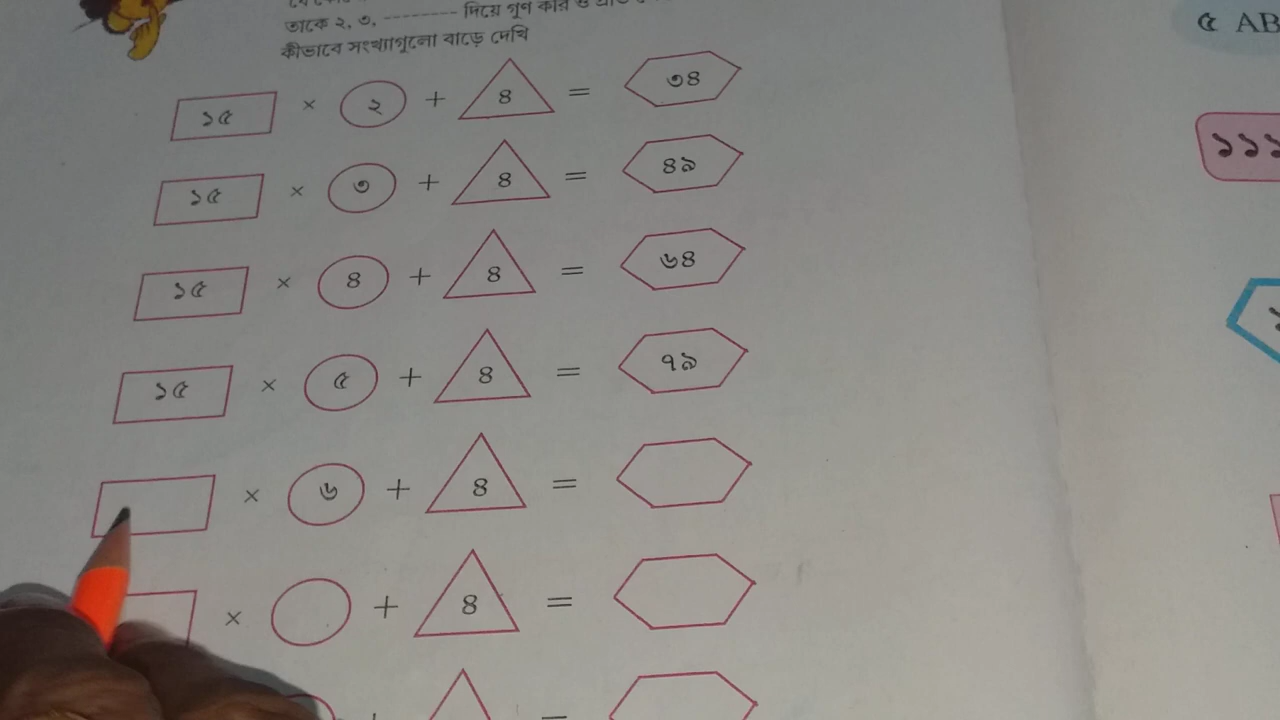 তাকে ২, ৩, -------- দিয়ে গুণ করি ও
কীভাবে সংখ্যাগুলো বাড়ে দেখি
১৫ × ২ + ৪ = ৩৪
১৫ × ৩ + ৪ = ৪৯
১৫ × ৪ + ৪ = ৬৪
১৫ × ৫ + ৪ = ৭৯
× ৬ + ৪ =
× + ৪ =
৫ AB
১১১